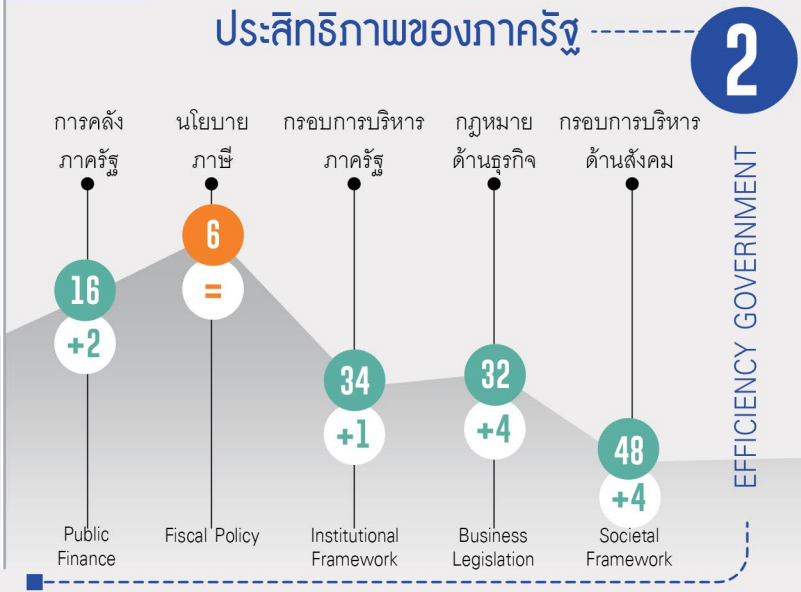 ประสิทธิภาพของภาครัฐ
2
การคลัง
ภาครัฐ
นโยบาย
ภาษี
กรอบการบริหาร
ภาครัฐ
กฎหมาย
ด้านธุรกิจ
กรอบการบริหาร
ด้านสังคม
16
+2
6
=
34
+1
32
+4
48
+4
Public
Finance
Fiscal Policy
Institutional
Framework
Business
Legislation
Societal
Framework
EFFICIENCY GOVERNMENT